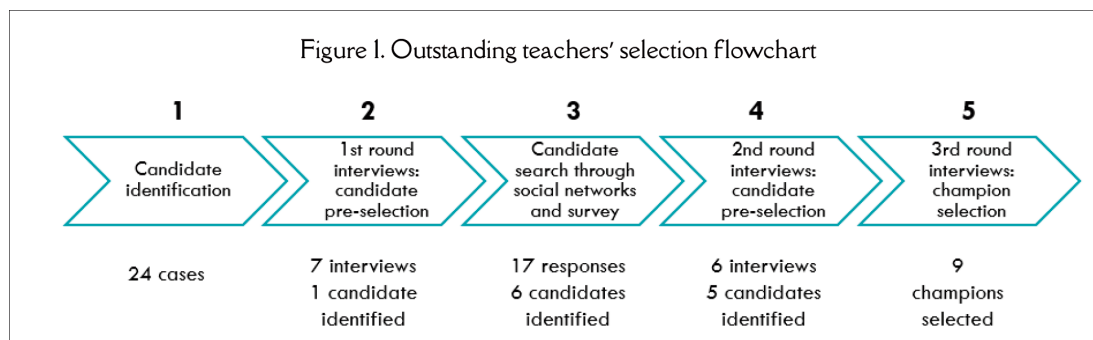 Figure 1. Outstanding teachers' selection flowchart
1
Candidate
identification
24 cases
2
1st round
interviews:
candidate
pre-selection
7 interviews
1 candidate
identified
3
Candidate
search through
social networks
and survey
17 responses
6 candidates
identified
4
2nd round
interviews:
candidate
pre-selection
6 interviews
5 candidates
identified
5
3rd round
interviews:
champion
selection
9
champions
selected